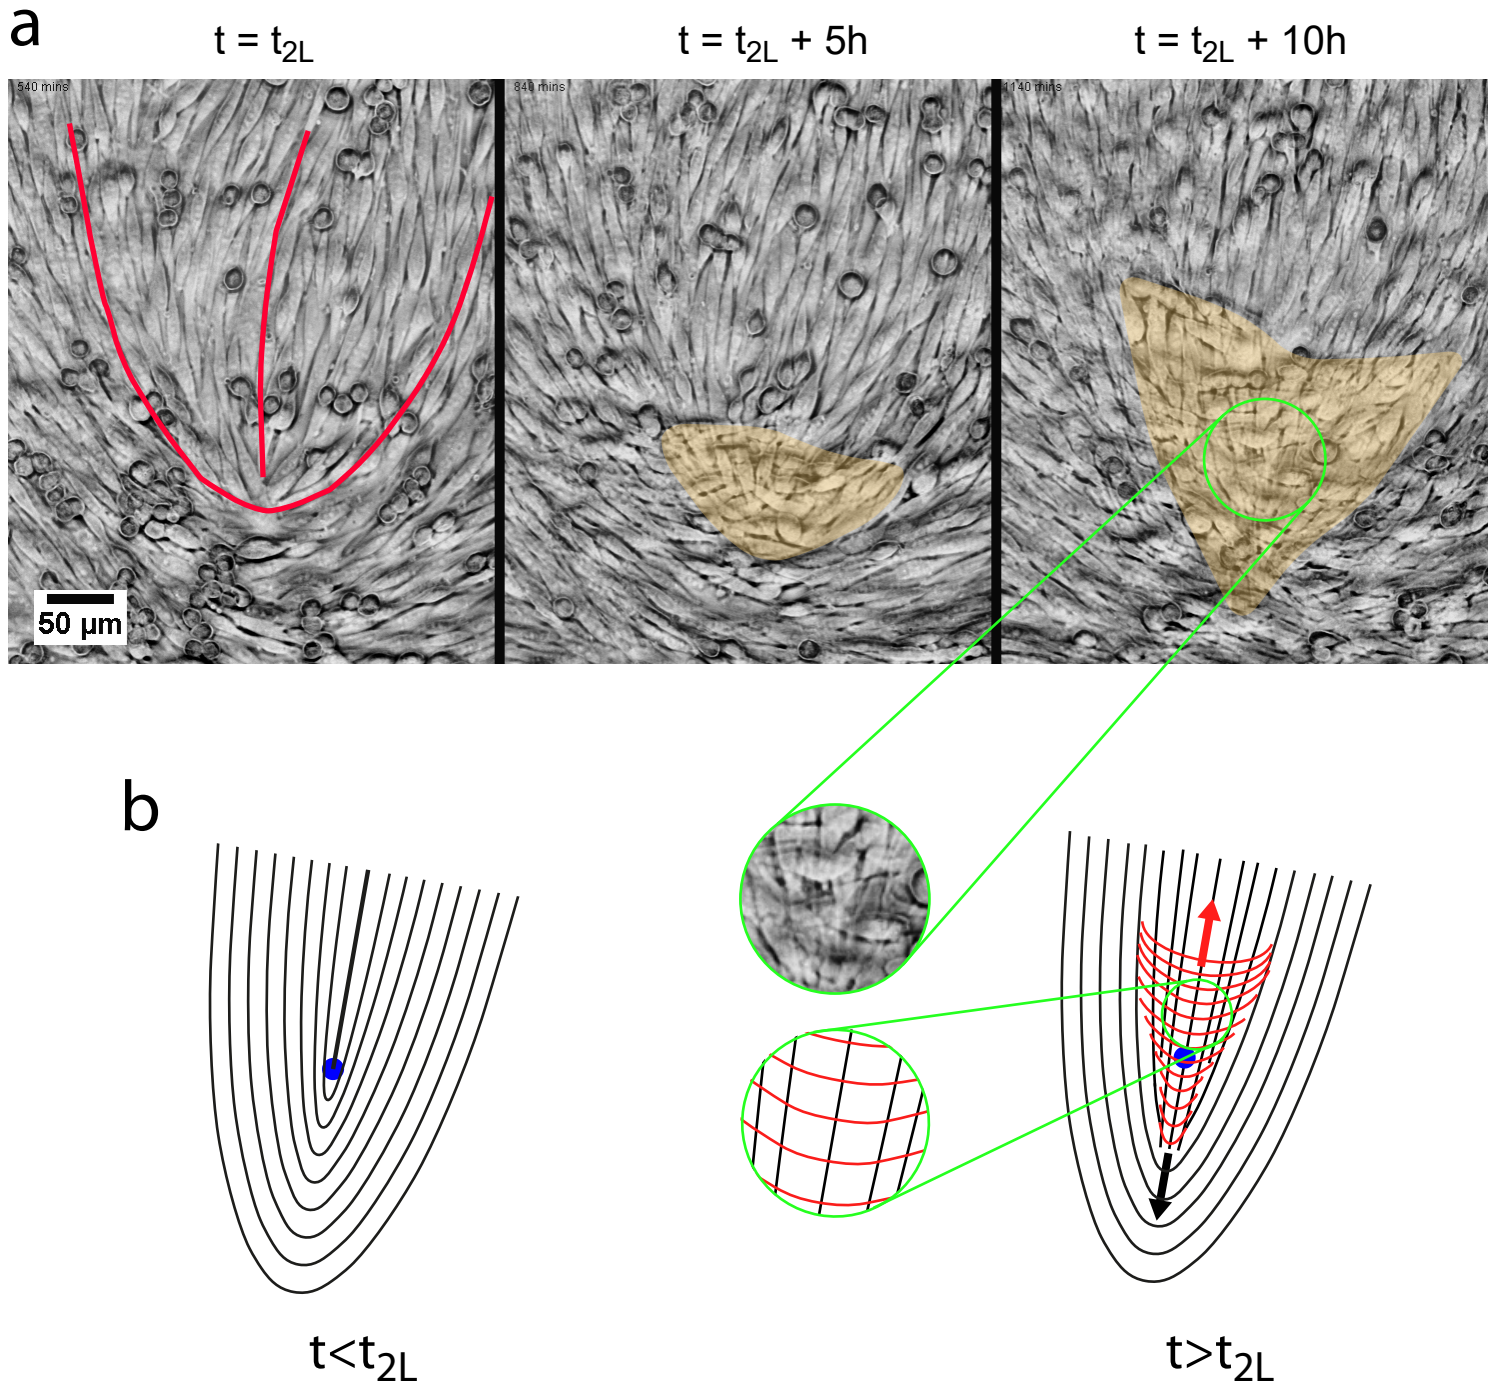 a
t = t2L
t = t2L + 5h
t = t2L + 10h
540 mins
840 mins
1140 mins
50 µm
b
t<t2L
t>t2L